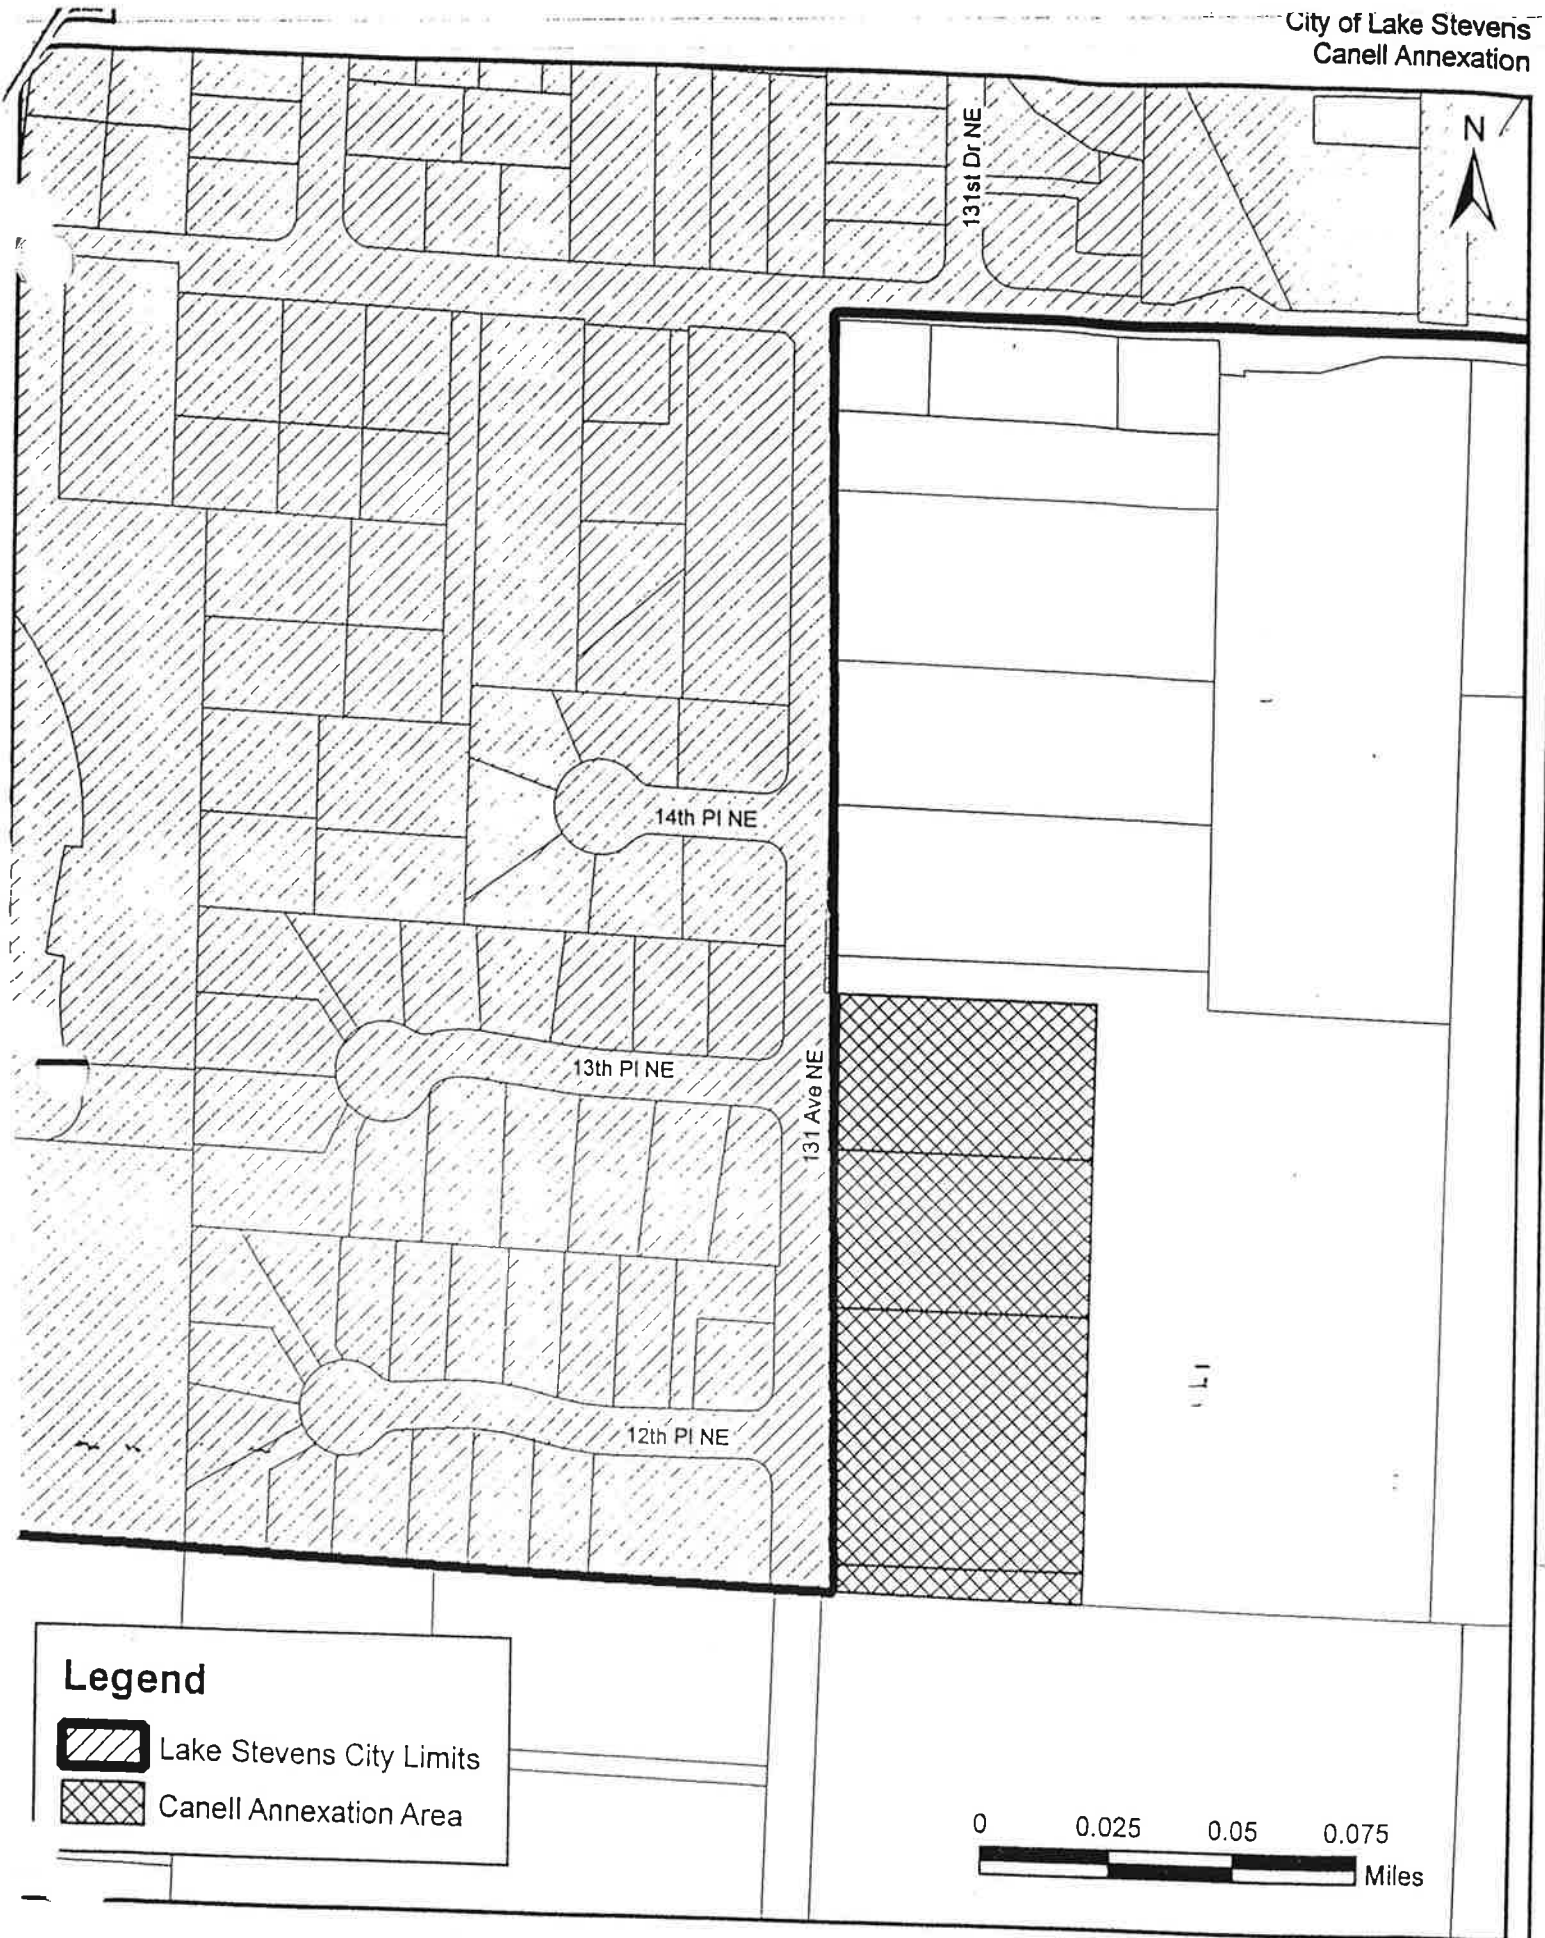 City of Lake Stevens
Canell Annexation
N
131st Dr NE
14th Pl NE
13th Pl NE
131 Ave NE
12th Pl NE
Legend
Lake Stevens City Limits
Canell Annexation Area
0 0.025 0.05 0.075
Miles